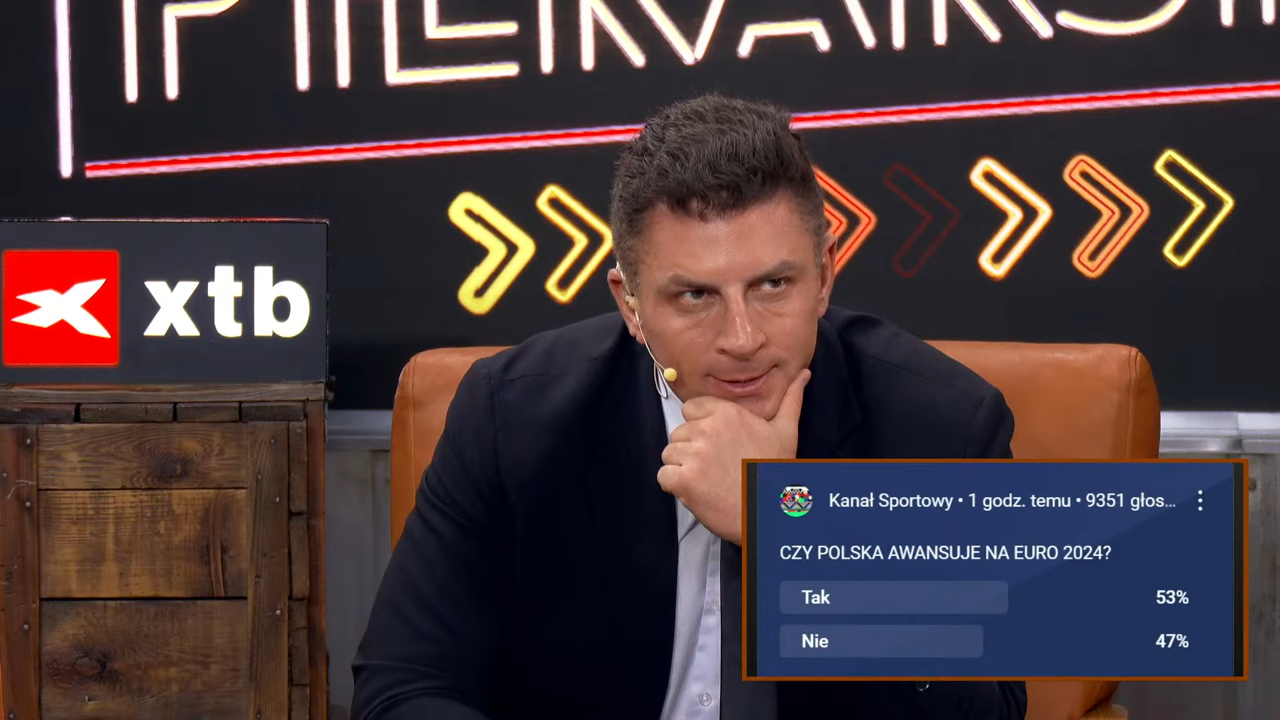 xtb
Kanał Sportowy • 1 godz. temu • 9351 głos...
CZY POLSKA AWANSUJE NA EURO 2024?
Tak 53%
Nie 47%